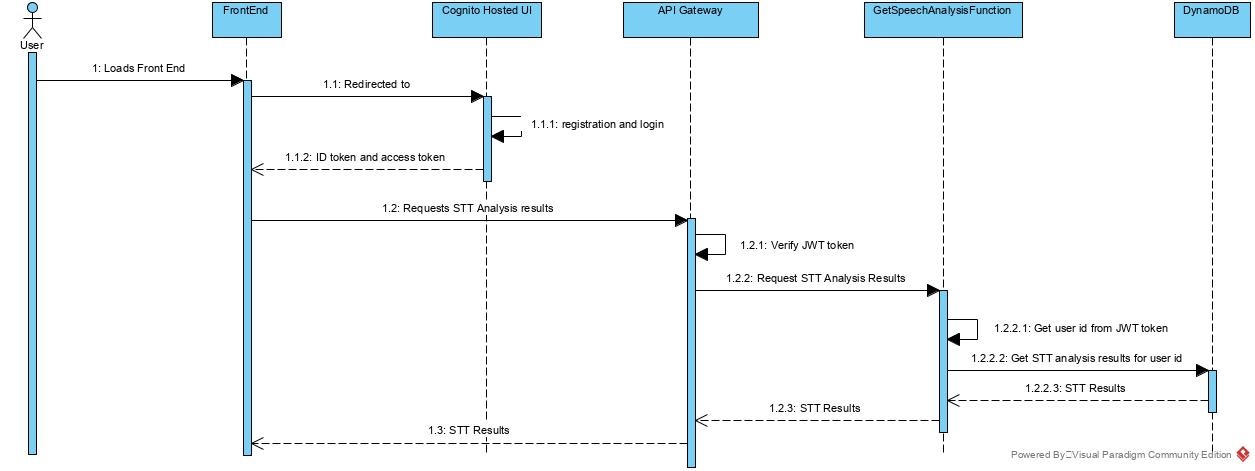 FrontEnd
Cognito Hosted UI
API Gateway
GetSpeechAnalysisFunction
DynamoDB
User
1: Loads Front End
1.1: Redirected to
1.1.1: registration and login
1.1.2: ID token and access token
1.2: Requests STT Analysis results
1.2.1: Verify JWT token
1.2.2: Request STT Analysis Results
1.2.2.1: Get user id from JWT token
1.2.2.2: Get STT analysis results for user id
1.2.2.3: STT Results
1.2.3: STT Results
1.3: STT Results
Powered By Visual Paradigm Community Edition